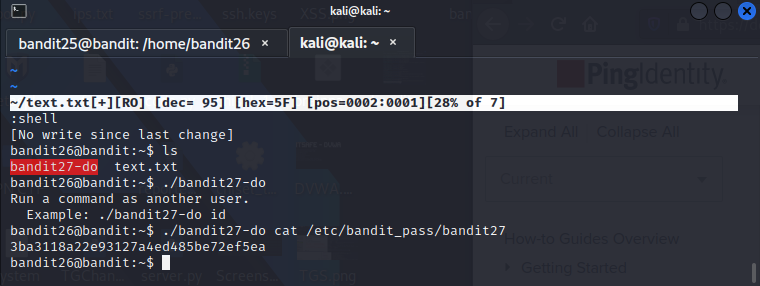 kali@kali: ~
bandit25@bandit: /home/bandit26 ×
kali@kali: ~ ×
~
~
~/text.txt[+][RO] [dec= 95] [hex=5F] [pos=0002:0001][28% of 7]
:shell
[No write since last change]
bandit26@bandit:~$ ls
bandit27-do  text.txt
bandit26@bandit:~$ ./bandit27-do
Run a command as another user.
  Example: ./bandit27-do id
bandit26@bandit:~$ ./bandit27-do cat /etc/bandit_pass/bandit27
3ba3118a22e93127a4ed485be72ef5ea
bandit26@bandit:~$
PingIdentity
Expand All  Collapse All
Current
How-to Guides Overview
Getting Started
server.py
Screens...